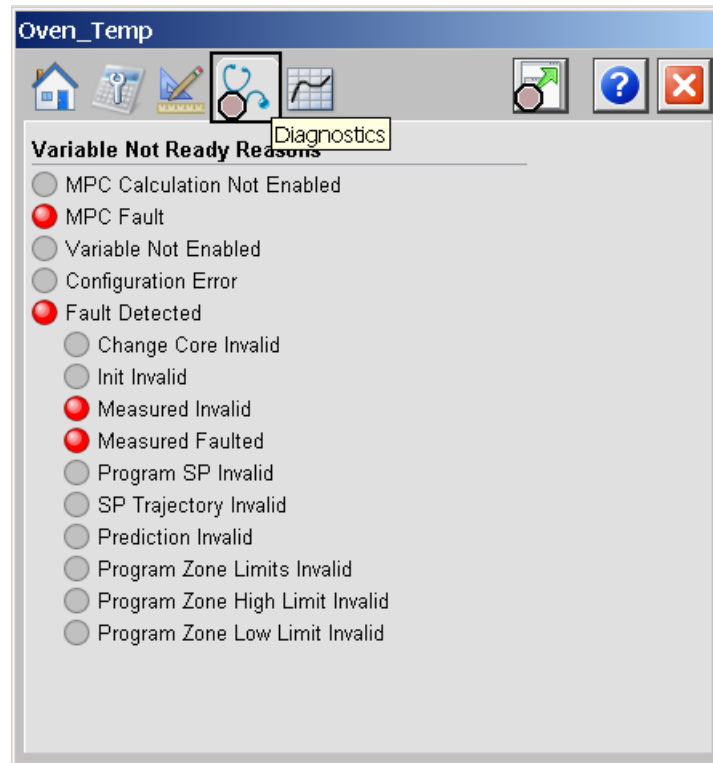 Oven_Temp
Diagnostics
Variable Not Ready Reasons
MPC Calculation Not Enabled
MPC Fault
Variable Not Enabled
Configuration Error
Fault Detected
Change Core Invalid
Init Invalid
Measured Invalid
Measured Faulted
Program SP Invalid
SP Trajectory Invalid
Prediction Invalid
Program Zone Limits Invalid
Program Zone High Limit Invalid
Program Zone Low Limit Invalid